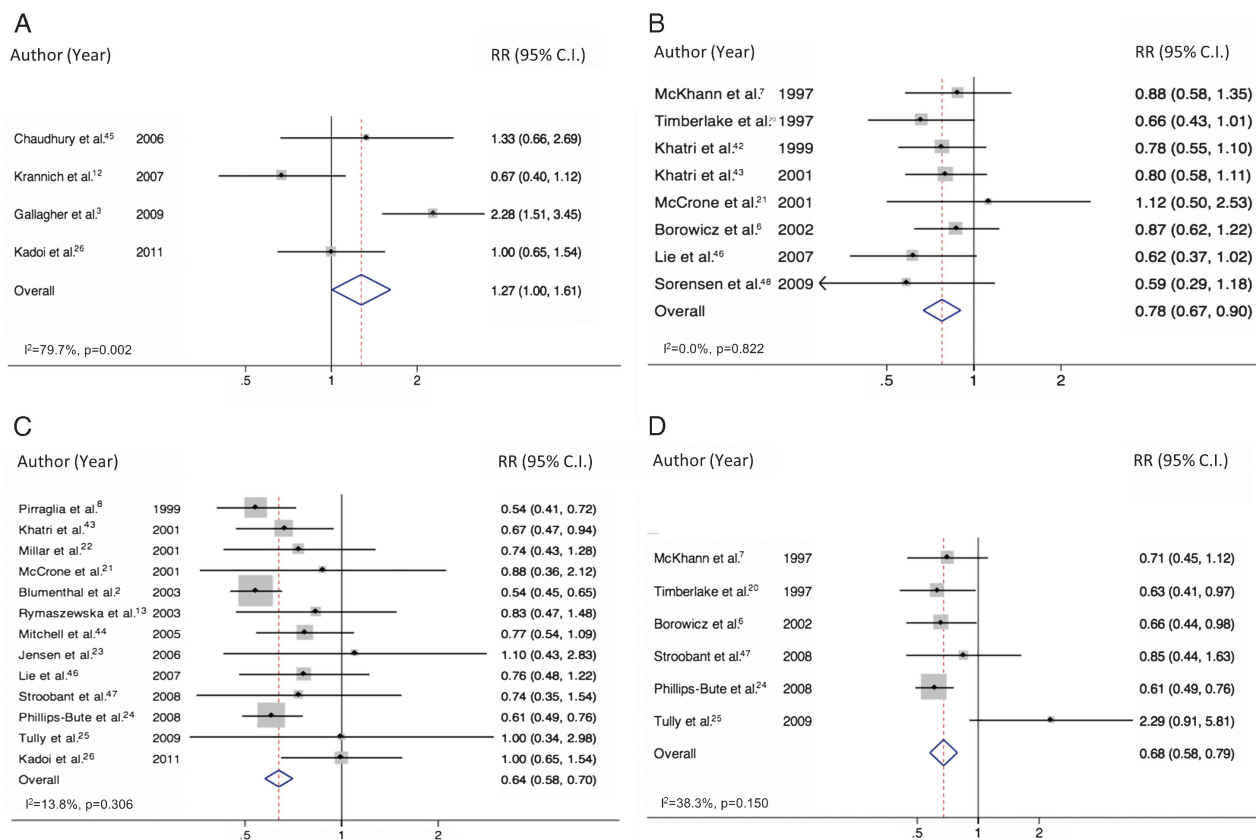 A
Author (Year) RR (95% C.I.)
Chaudhury et al.45 2006 1.33 (0.66, 2.69)
Krannich et al.12 2007 0.67 (0.40, 1.12)
Gallagher et al.3 2009 2.28 (1.51, 3.45)
Kadoi et al.26 2011 1.00 (0.65, 1.54)
Overall 1.27 (1.00, 1.61)
I2=79.7%, p=0.002
.5 1 2
B
Author (Year) RR (95% C.I.)
McKhann et al.7 1997 0.88 (0.58, 1.35)
Timberlake et al. 1997 0.66 (0.43, 1.01)
Khatri et al.42 1999 0.78 (0.55, 1.10)
Khatri et al.43 2001 0.80 (0.58, 1.11)
McCrone et al.21 2001 1.12 (0.50, 2.53)
Borowicz et al.6 2002 0.87 (0.62, 1.22)
Lie et al.46 2007 0.62 (0.37, 1.02)
Sorensen et al.48 2009 0.59 (0.29, 1.18)
Overall 0.78 (0.67, 0.90)
I2=0.0%, p=0.822
.5 1 2
C
Author (Year) RR (95% C.I.)
Pirraglia et al.8 1999 0.54 (0.41, 0.72)
Khatri et al.43 2001 0.67 (0.47, 0.94)
Millar et al.22 2001 0.74 (0.43, 1.28)
McCrone et al.21 2001 0.88 (0.36, 2.12)
Blumenthal et al.2 2003 0.54 (0.45, 0.65)
Rymaszewska et al.13 2003 0.83 (0.47, 1.48)
Mitchell et al.44 2005 0.77 (0.54, 1.09)
Jensen et al.23 2006 1.10 (0.43, 2.83)
Lie et al.46 2007 0.76 (0.48, 1.22)
Stroobant et al.47 2008 0.74 (0.35, 1.54)
Phillips-Bute et al.24 2008 0.61 (0.49, 0.76)
Tully et al.25 2009 1.00 (0.34, 2.98)
Kadoi et al.26 2011 1.00 (0.65, 1.54)
Overall 0.64 (0.58, 0.70)
I2=13.8%, p=0.306
.5 1 2
D
Author (Year) RR (95% C.I.)
McKhann et al.7 1997 0.71 (0.45, 1.12)
Timberlake et al.20 1997 0.63 (0.41, 0.97)
Borowicz et al.6 2002 0.66 (0.44, 0.98)
Stroobant et al.47 2008 0.85 (0.44, 1.63)
Phillips-Bute et al.24 2008 0.61 (0.49, 0.76)
Tully et al.25 2009 2.29 (0.91, 5.81)
Overall 0.68 (0.58, 0.79)
I2=38.3%, p=0.150
.5 1 2